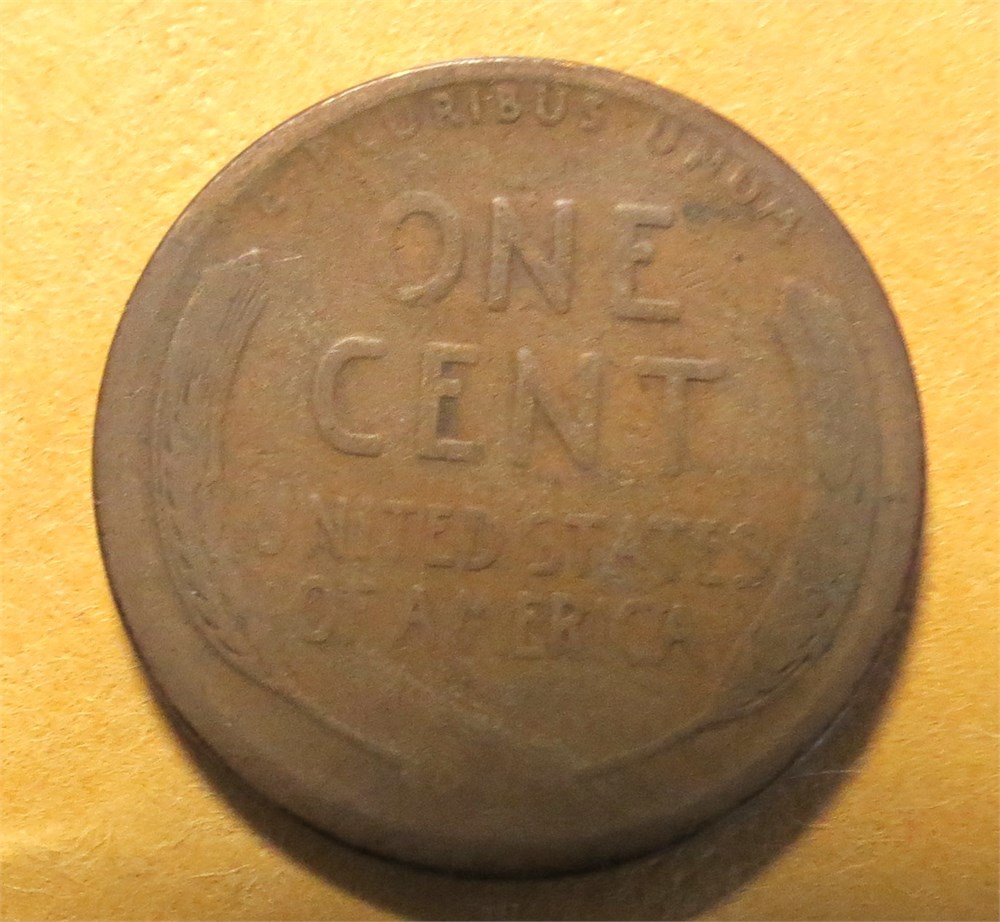 E PLURIBUS UNUM
ONE
CENT
UNITED STATES
OF AMERICA